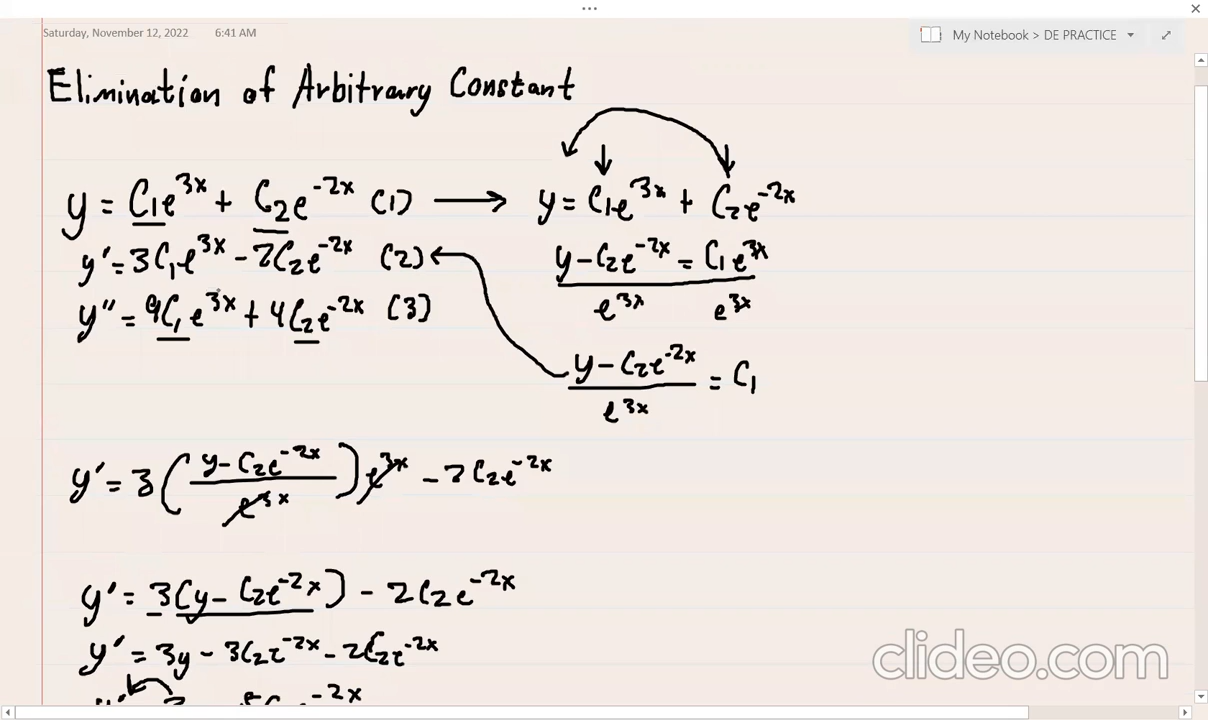 Saturday, November 12, 2022 6:41 AM
My Notebook > DE PRACTICE
Elimination of Arbitrary Constant
y = C₁e^{3x} + C₂e^{-2x} (1) → y = C₁e^{3x} + C₂e^{-2x}
y' = 3C₁e^{3x} - 2C₂e^{-2x} (2)
y - C₂e^{-2x} = C₁e^{3x}
e^{3x} e^{3x}
y'' = 9C₁e^{3x} + 4C₂e^{-2x} (3)
y - C₂e^{-2x} = C₁
e^{3x}
y' = 3 ( y - C₂e^{-2x} / e^{3x} ) e^{3x} - 2C₂e^{-2x}
y' = 3(y - C₂e^{-2x}) - 2C₂e^{-2x}
y' = 3y - 3C₂e^{-2x} - 2C₂e^{-2x}
clideo.com